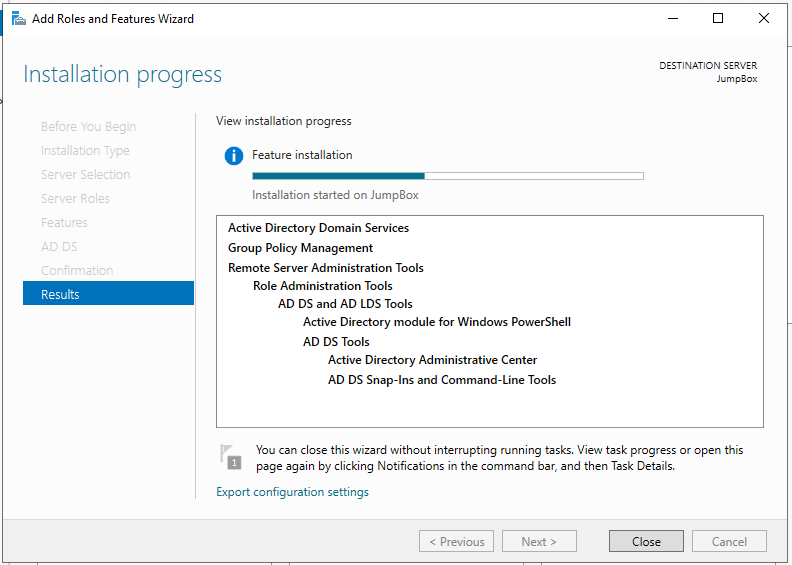 Add Roles and Features Wizard
Installation progress
DESTINATION SERVER
JumpBox
Before You Begin
Installation Type
Server Selection
Server Roles
Features
AD DS
Confirmation
Results
View installation progress
Feature installation
Installation started on JumpBox
Active Directory Domain Services
Group Policy Management
Remote Server Administration Tools
Role Administration Tools
AD DS and AD LDS Tools
Active Directory module for Windows PowerShell
AD DS Tools
Active Directory Administrative Center
AD DS Snap-Ins and Command-Line Tools
1
You can close this wizard without interrupting running tasks. View task progress or open this
page again by clicking Notifications in the command bar, and then Task Details.
Export configuration settings
< Previous
Next >
Close
Cancel